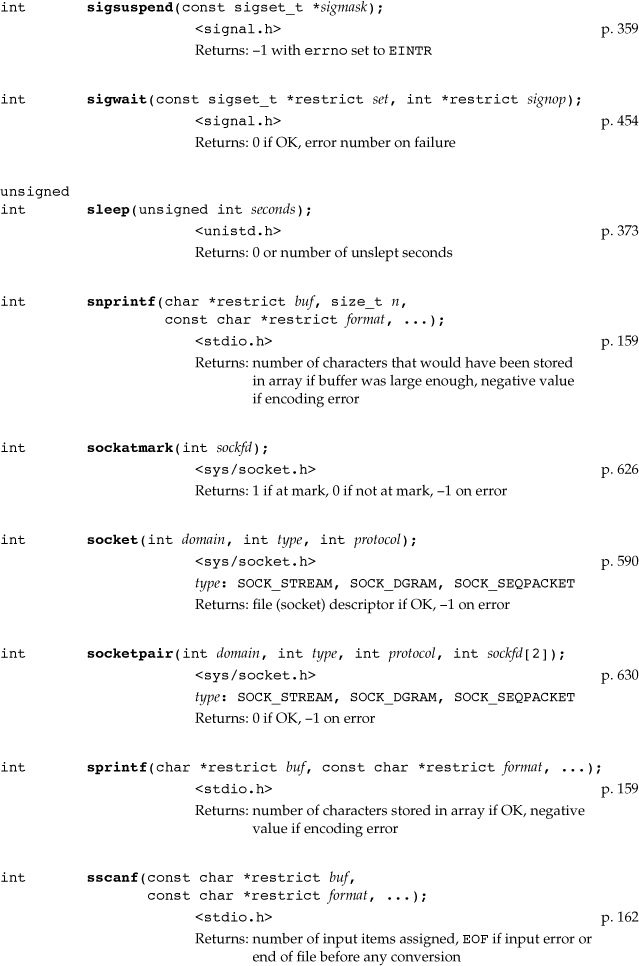 int sigsuspend(const sigset_t *sigmask);
<signal.h> p. 359
Returns: –1 with errno set to EINTR
int sigwait(const sigset_t *restrict set, int *restrict signop);
<signal.h> p. 454
Returns: 0 if OK, error number on failure
unsigned
int sleep(unsigned int seconds);
<unistd.h> p. 373
Returns: 0 or number of unslept seconds
int snprintf(char *restrict buf, size_t n,
const char *restrict format, ...);
<stdio.h> p. 159
Returns: number of characters that would have been stored
in array if buffer was large enough, negative value
if encoding error
int sockatmark(int sockfd);
<sys/socket.h> p. 626
Returns: 1 if at mark, 0 if not at mark, –1 on error
int socket(int domain, int type, int protocol);
<sys/socket.h> p. 590
type: SOCK_STREAM, SOCK_DGRAM, SOCK_SEQPACKET
Returns: file (socket) descriptor if OK, –1 on error
int socketpair(int domain, int type, int protocol, int sockfd[2]);
<sys/socket.h> p. 630
type: SOCK_STREAM, SOCK_DGRAM, SOCK_SEQPACKET
Returns: 0 if OK, –1 on error
int sprintf(char *restrict buf, const char *restrict format, ...);
<stdio.h> p. 159
Returns: number of characters stored in array if OK, negative
value if encoding error
int sscanf(const char *restrict buf,
const char *restrict format, ...);
<stdio.h> p. 162
Returns: number of input items assigned, EOF if input error or
end of file before any conversion